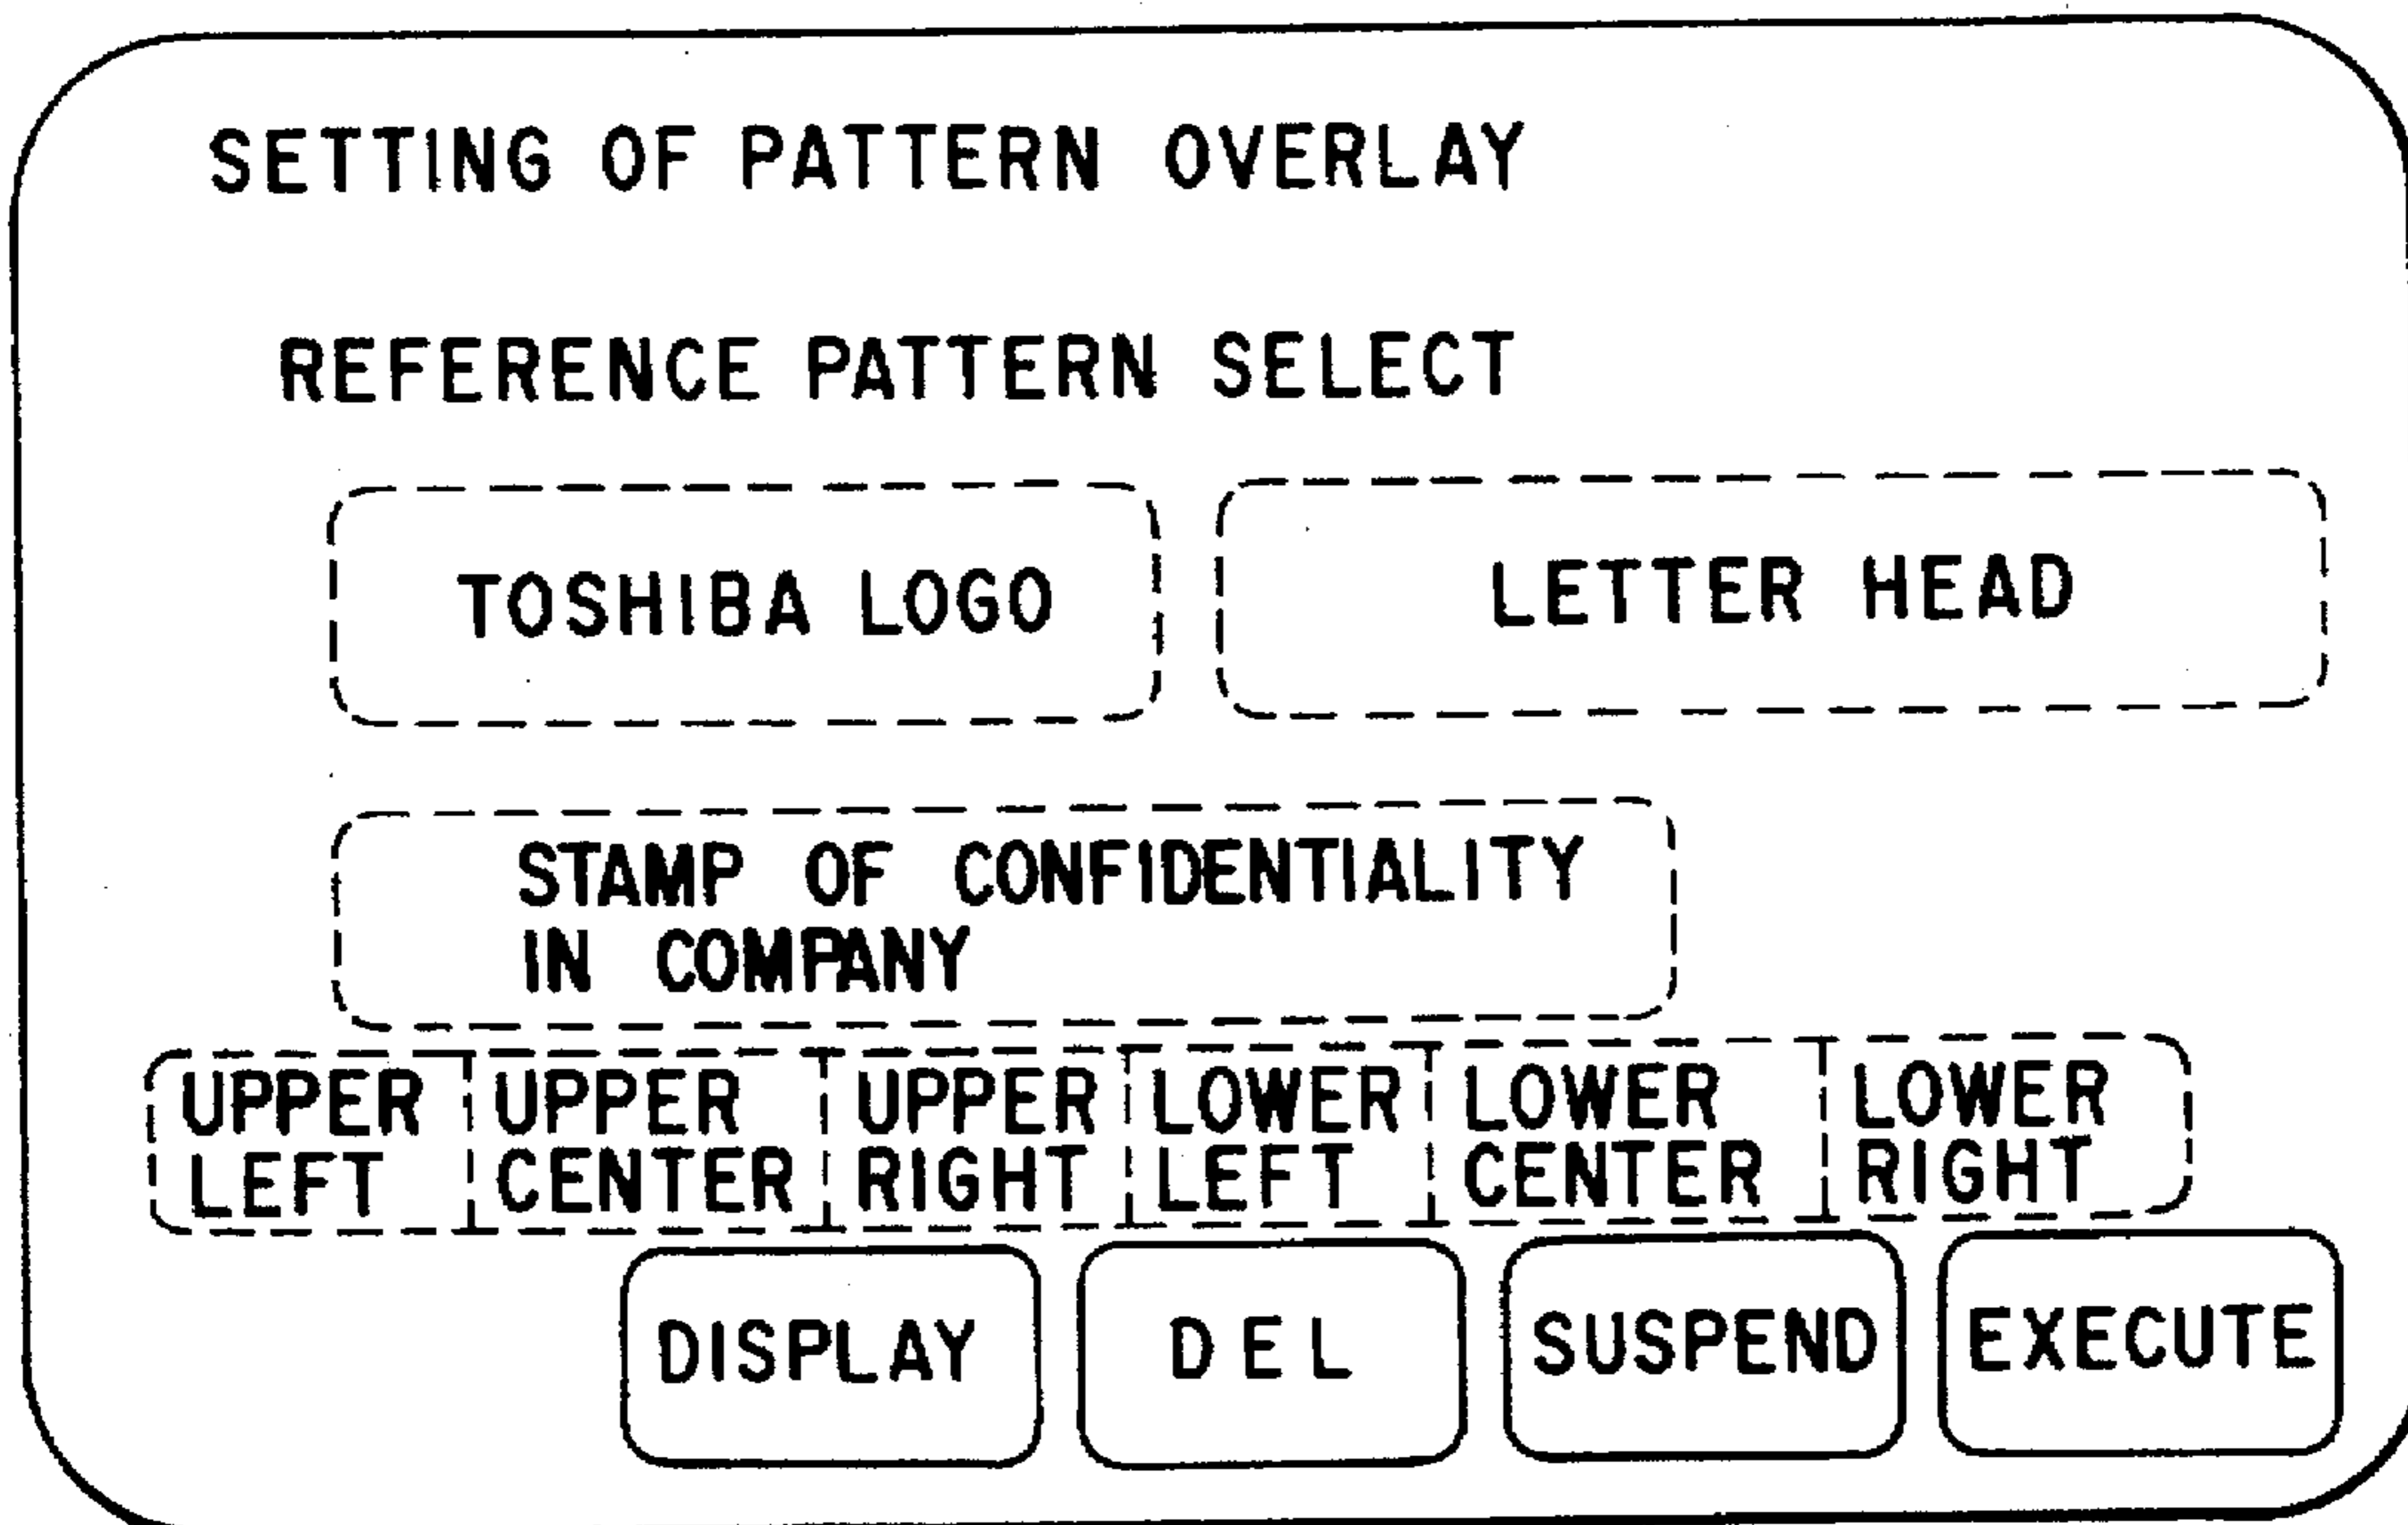 SETTING OF PATTERN OVERLAY
REFERENCE PATTERN SELECT
TOSHIBA LOGO
LETTER HEAD
STAMP OF CONFIDENTIALITY
IN COMPANY
UPPER
LEFT
UPPER
CENTER
UPPER
RIGHT
LOWER
LEFT
LOWER
CENTER
LOWER
RIGHT
DISPLAY
DEL
SUSPEND
EXECUTE